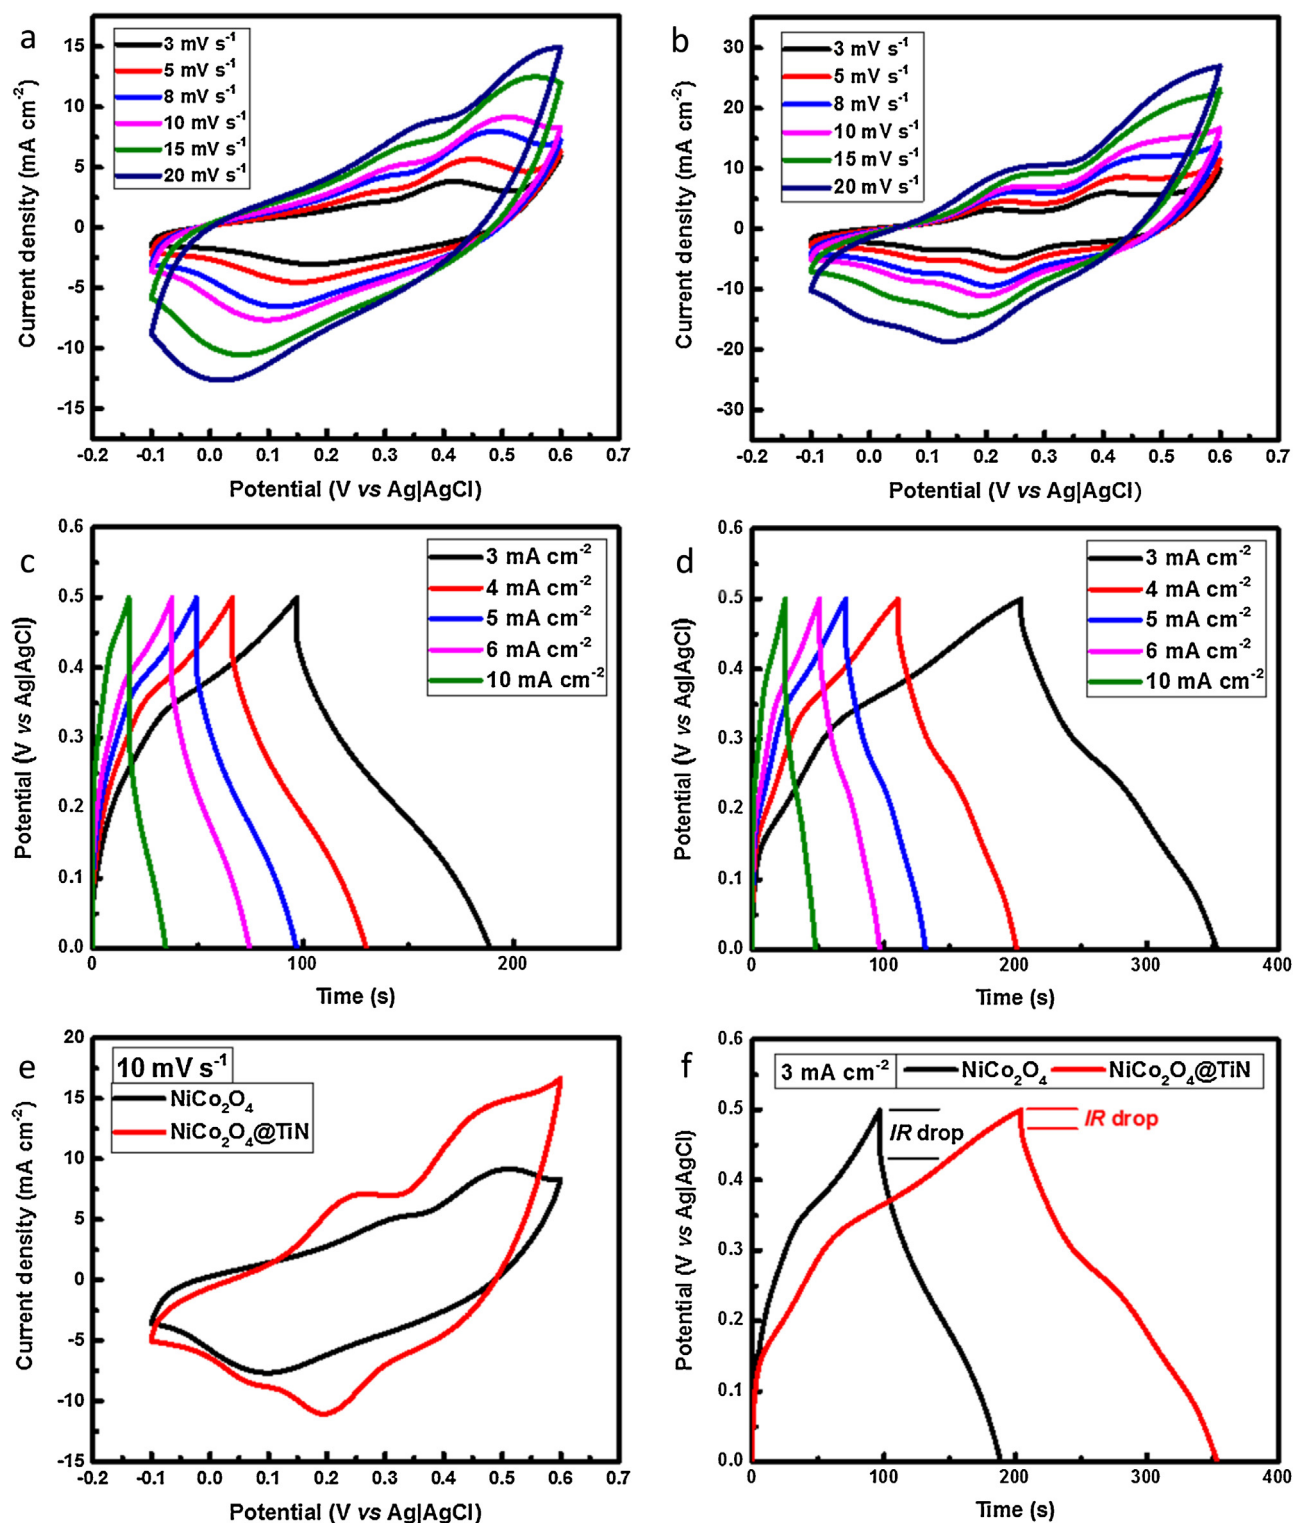 a
3 mV s⁻¹
5 mV s⁻¹
8 mV s⁻¹
10 mV s⁻¹
15 mV s⁻¹
20 mV s⁻¹
15
10
5
0
-5
-10
-15
Current density (mA cm⁻²)
-0.2 -0.1 0.0 0.1 0.2 0.3 0.4 0.5 0.6 0.7
Potential (V vs Ag|AgCl)
b
3 mV s⁻¹
5 mV s⁻¹
8 mV s⁻¹
10 mV s⁻¹
15 mV s⁻¹
20 mV s⁻¹
30
20
10
0
-10
-20
-30
Current density (mA cm⁻²)
-0.2 -0.1 0.0 0.1 0.2 0.3 0.4 0.5 0.6 0.7
Potential (V vs Ag|AgCl)
c
3 mA cm⁻²
4 mA cm⁻²
5 mA cm⁻²
6 mA cm⁻²
10 mA cm⁻²
0.6
0.5
0.4
0.3
0.2
0.1
0.0
Potential (V vs Ag|AgCl)
0 100 200
Time (s)
d
3 mA cm⁻²
4 mA cm⁻²
5 mA cm⁻²
6 mA cm⁻²
10 mA cm⁻²
0.6
0.5
0.4
0.3
0.2
0.1
0.0
Potential (V vs Ag|AgCl)
0 100 200 300 400
Time (s)
e
10 mV s⁻¹
NiCo₂O₄
NiCo₂O₄@TiN
20
15
10
5
0
-5
-10
-15
Current density (mA cm⁻²)
-0.2 -0.1 0.0 0.1 0.2 0.3 0.4 0.5 0.6 0.7
Potential (V vs Ag|AgCl)
f
3 mA cm⁻² NiCo₂O₄ NiCo₂O₄@TiN
IR drop
IR drop
0.6
0.5
0.4
0.3
0.2
0.1
0.0
Potential (V vs Ag|AgCl)
0 100 200 300 400
Time (s)